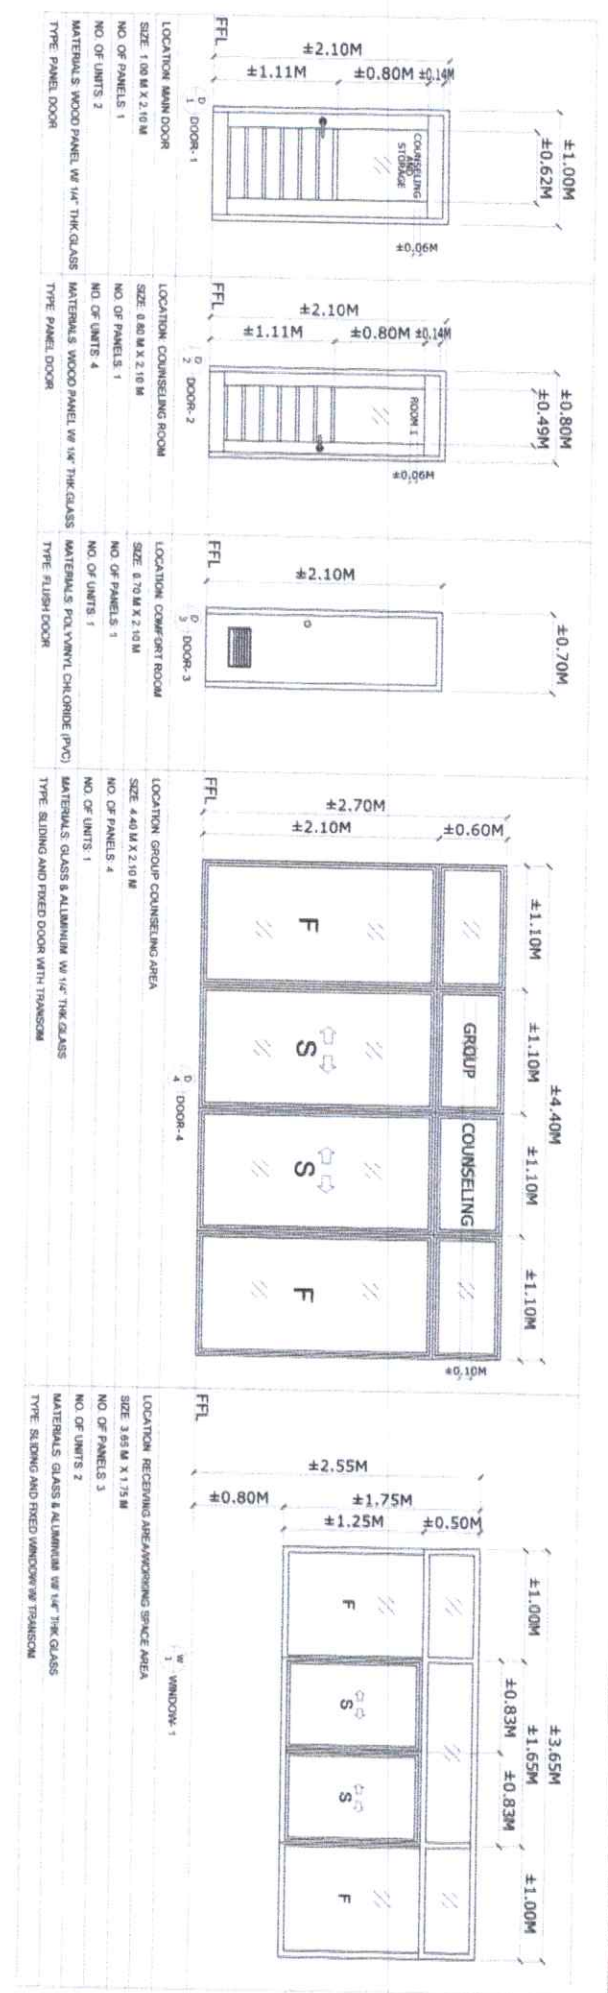 ±1.00M
±0.62M
±2.10M
±1.11M
±0.80M
±0.14M
COUNSELING
AND
STORAGE
±0.06M
FFL
D
1
DOOR-1
LOCATION: MAIN DOOR
SIZE: 1.00 M X 2.10 M
NO. OF PANELS: 1
NO. OF UNITS: 2
MATERIALS: WOOD PANEL W/ 1/4" THK.GLASS
TYPE: PANEL DOOR
±0.80M
±0.49M
±2.10M
±1.11M
±0.80M
±0.14M
ROOM 1
±0.06M
FFL
D
2
DOOR-2
LOCATION: COUNSELING ROOM
SIZE: 0.80 M X 2.10 M
NO. OF PANELS: 1
NO. OF UNITS: 4
MATERIALS: WOOD PANEL W/ 1/4" THK.GLASS
TYPE: PANEL DOOR
±0.70M
±2.10M
FFL
D
3
DOOR-3
LOCATION: COMFORT ROOM
SIZE: 0.70 M X 2.10 M
NO. OF PANELS: 1
NO. OF UNITS: 1
MATERIALS: POLYVINYL CHLORIDE (PVC)
TYPE: FLUSH DOOR
±4.40M
±1.10M
±1.10M
±1.10M
±1.10M
±2.70M
±2.10M
±0.60M
GROUP
COUNSELING
F
S
S
F
±0.10M
FFL
D
4
DOOR-4
LOCATION: GROUP COUNSELING AREA
SIZE: 4.40 M X 2.10 M
NO. OF PANELS: 4
NO. OF UNITS: 1
MATERIALS: GLASS & ALUMINUM W/ 1/4" THK.GLASS
TYPE: SLIDING AND FIXED DOOR WITH TRANSOM
±3.65M
±1.00M
±1.65M
±1.00M
±0.83M
±0.83M
±2.55M
±0.80M
±1.75M
±1.25M
±0.50M
F
S
S
F
FFL
W
1
WINDOW-1
LOCATION: RECEIVING AREA/WORKING SPACE AREA
SIZE: 3.65 M X 1.75 M
NO. OF PANELS 3
NO. OF UNITS: 2
MATERIALS: GLASS & ALUMINUM W/ 1/4" THK.GLASS
TYPE: SLIDING AND FIXED WINDOW W/ TRANSOM